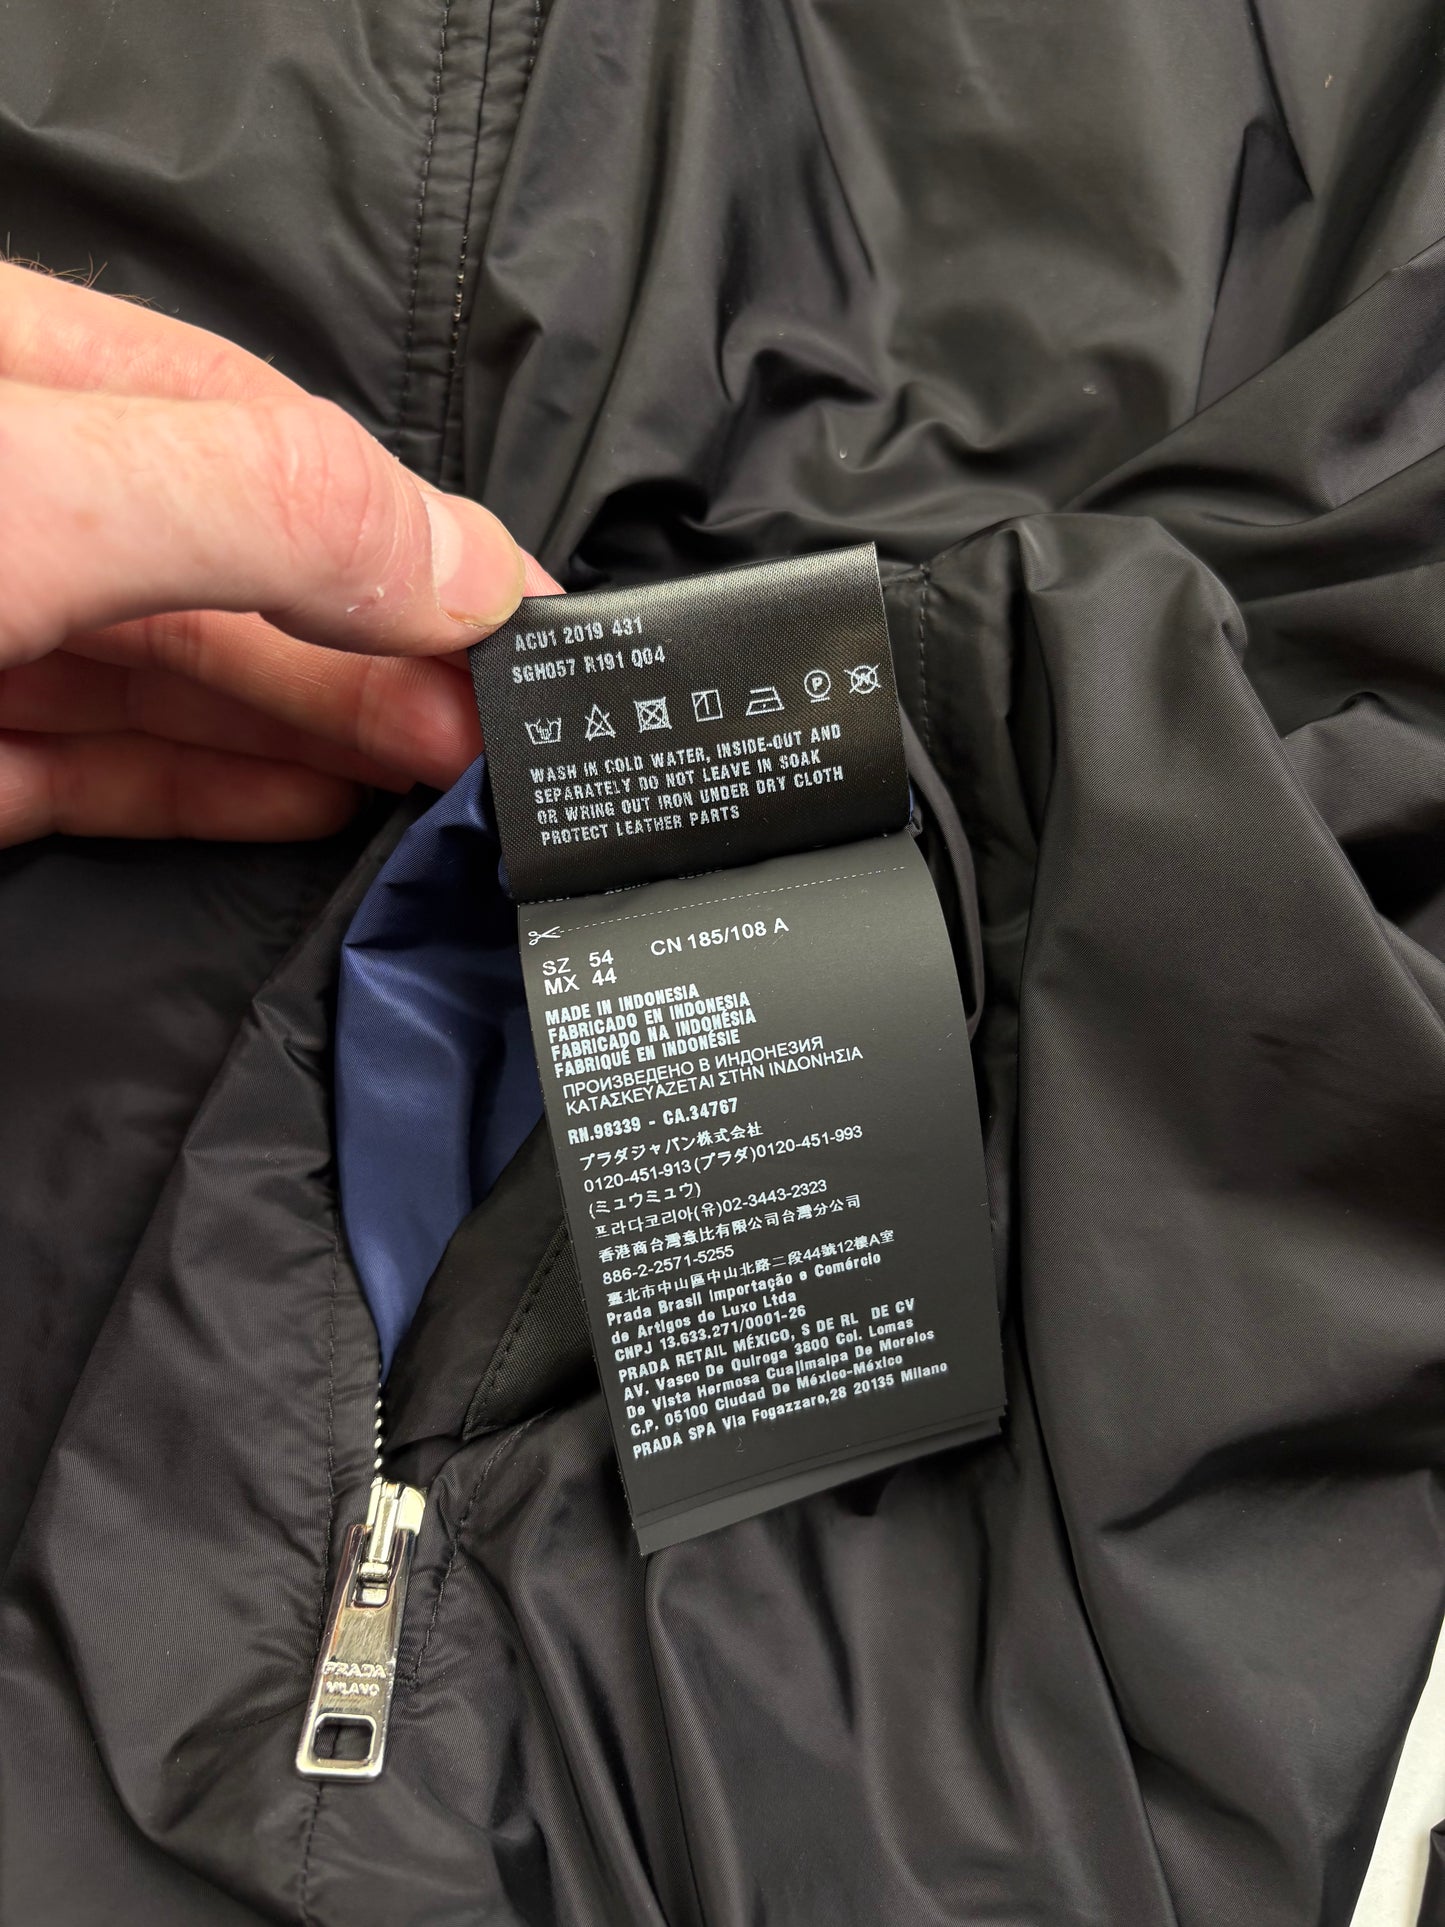 ACU1 2019 431
SGH057 R191 Q04
P
WASH IN COLD WATER, INSIDE-OUT AND
SEPARATELY DO NOT LEAVE IN SOAK
OR WRING OUT IRON UNDER DRY CLOTH
PROTECT LEATHER PARTS
SZ 54 CN 185/108 A
MX 44
MADE IN INDONESIA
FABRICADO EN INDONESIA
FABRICADO NA INDONÉSIA
FABRIQUÉ EN INDONÉSIE
ПРОИЗВЕДЕНО В ИНДОНЕЗИЯ
ΚΑΤΑΣΚΕΥΑΖΕΤΑΙ ΣΤΗΝ ΙΝΔΟΝΗΣΙΑ
RN.98339 - CA.34767
プラダジャパン株式会社
0120-451-913(プラダ)0120-451-993
(ミュウミュウ)
프라다코리아(유)02-3443-2323
香港商台灣意比有限公司台灣分公司
886-2-2571-5255
臺北市中山區中山北路二段44號12樓A室
Prada Brasil Importação e Comércio
de Artigos de Luxo Ltda
CNPJ 13.633.271/0001-26
PRADA RETAIL MÉXICO, S DE RL DE CV
AV. Vasco De Quiroga 3800 Col. Lomas
De Vista Hermosa Cuajimalpa De Morelos
C.P. 05100 Ciudad De México-México
PRADA SPA Via Fogazzaro,28 20135 Milano
PRADA
MILANO